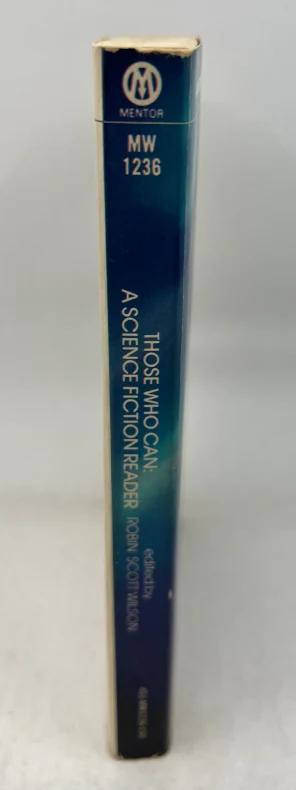 MENTOR
MW
1236
THOSE WHO CAN:
A SCIENCE FICTION READER
edited by
ROBIN SCOTT WILSON